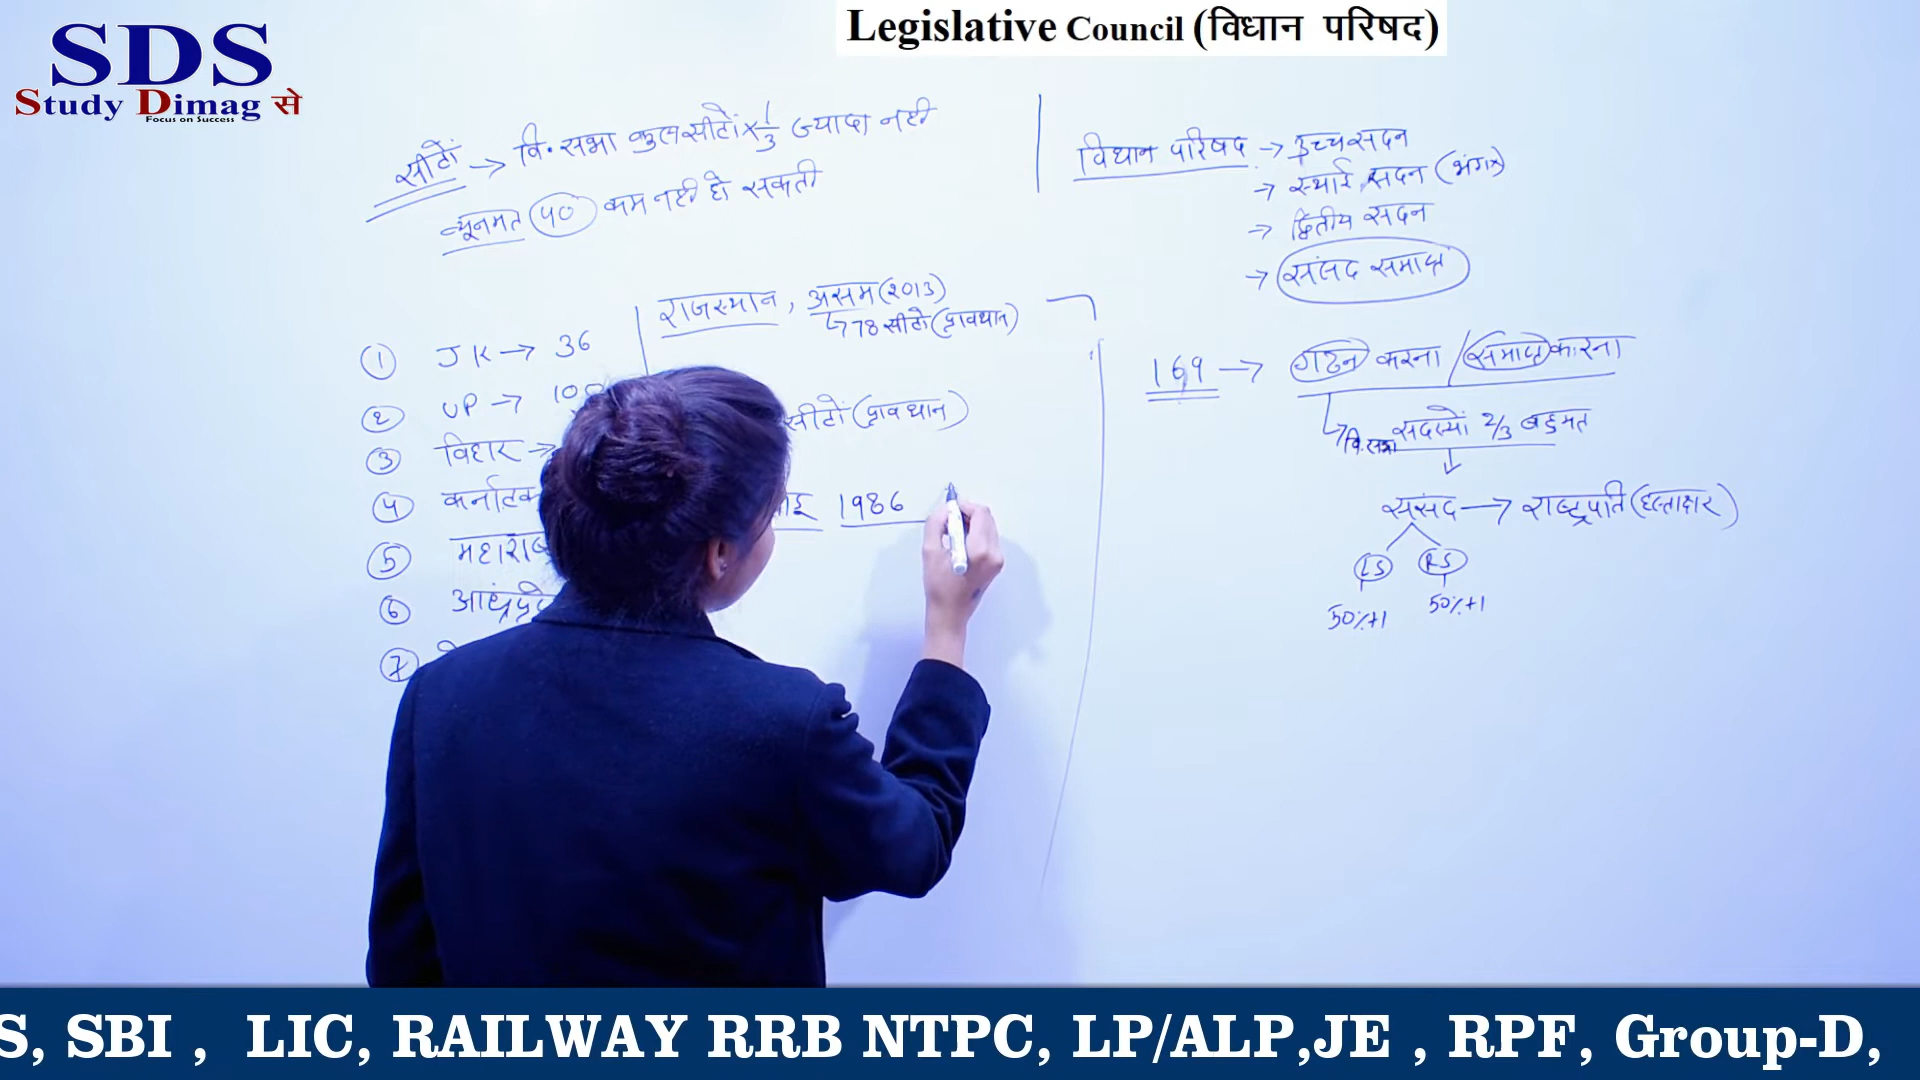 Legislative Council (विधान परिषद)
SDS
Study Dimag से
Focus on Success
सीटों → वि. सभा कुल सीटों × 1/3 ज्यादा नहीं
न्यूनमत 40 कम नहीं हो सकती
राजस्थान, असम (2013)
↳ 78 सीटों (प्रावधान)
① JK → 36
② UP → 10
सीटों (प्रावधान)
③ विहार →
④ कर्नाटक
1986
⑤ महाराष्ट
⑥ आंध्रप्रदे
⑦
विधान परिषद → उच्च सदन
→ स्थाई सदन (भंग x)
→ द्वितीय सदन
→ संसद समाप्त
169 → गठन करना / समाप्त करना
↳ वि.सभा सदस्यों 2/3 बहुमत
↓
संसद → राष्ट्रपति (हस्ताक्षर)
LS RS
50%+1 50%+1
S, SBI , LIC, RAILWAY RRB NTPC, LP/ALP,JE , RPF, Group-D,